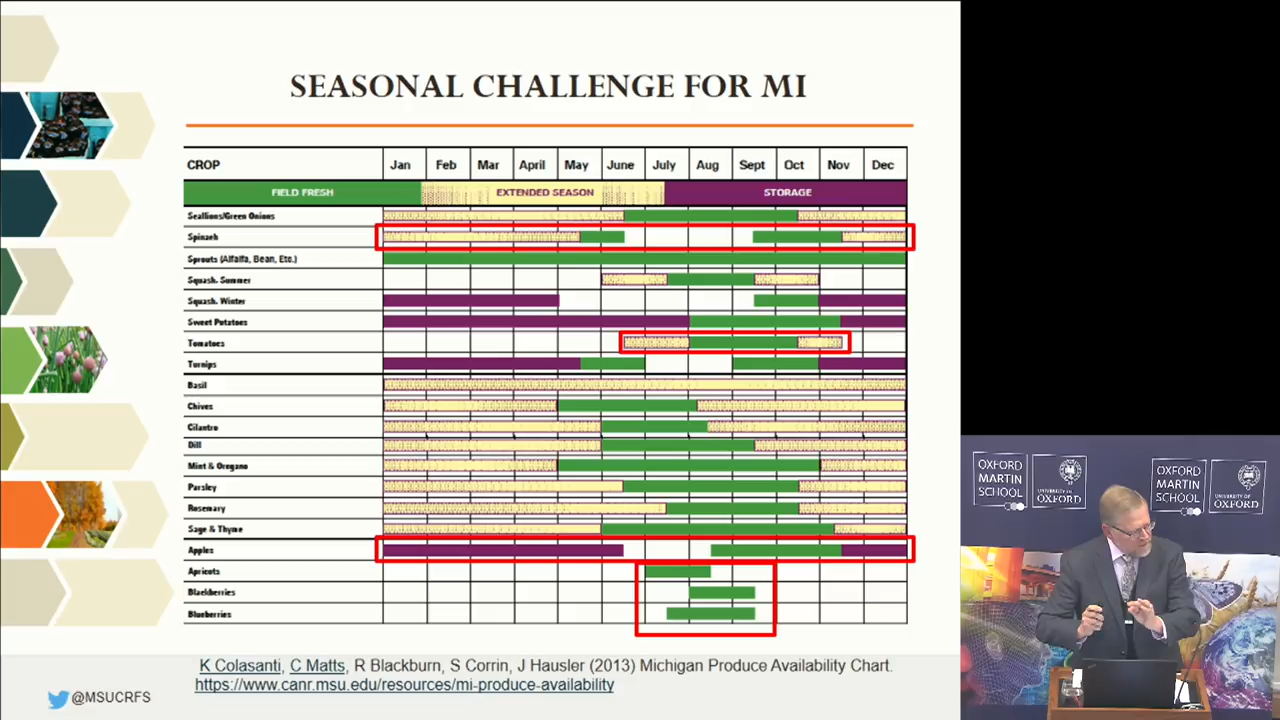 SEASONAL CHALLENGE FOR MI
CROP Jan Feb Mar April May June July Aug Sept Oct Nov Dec
FIELD FRESH EXTENDED SEASON STORAGE
Scallions/Green Onions
Spinach
Sprouts (Alfalfa, Bean, Etc.)
Squash, Summer
Squash, Winter
Sweet Potatoes
Tomatoes
Turnips
Basil
Chives
Cilantro
Dill
Mint & Oregano
Parsley
Rosemary
Sage & Thyme
Apples
Apricots
Blackberries
Blueberries
K Colasanti, C Matts, R Blackburn, S Corrin, J Hausler (2013) Michigan Produce Availability Chart.
https://www.canr.msu.edu/resources/mi-produce-availability
@MSUCRFS
OXFORD
MARTIN
SCHOOL
UNIVERSITY OF
OXFORD
OXFORD
MARTIN
SCHOOL
UNIVERSITY OF
OXFORD